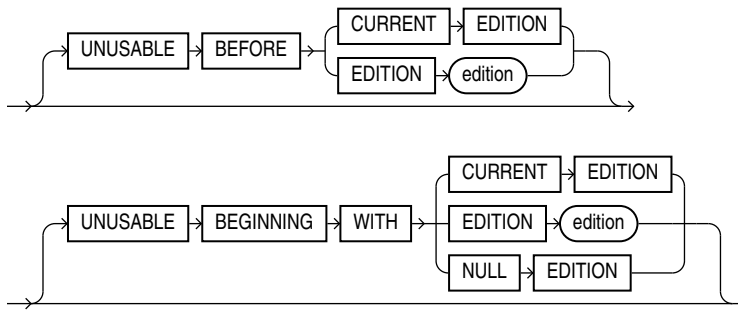 CURRENT EDITION
UNUSABLE BEFORE
EDITION edition
CURRENT EDITION
UNUSABLE BEGINNING WITH EDITION edition
NULL EDITION